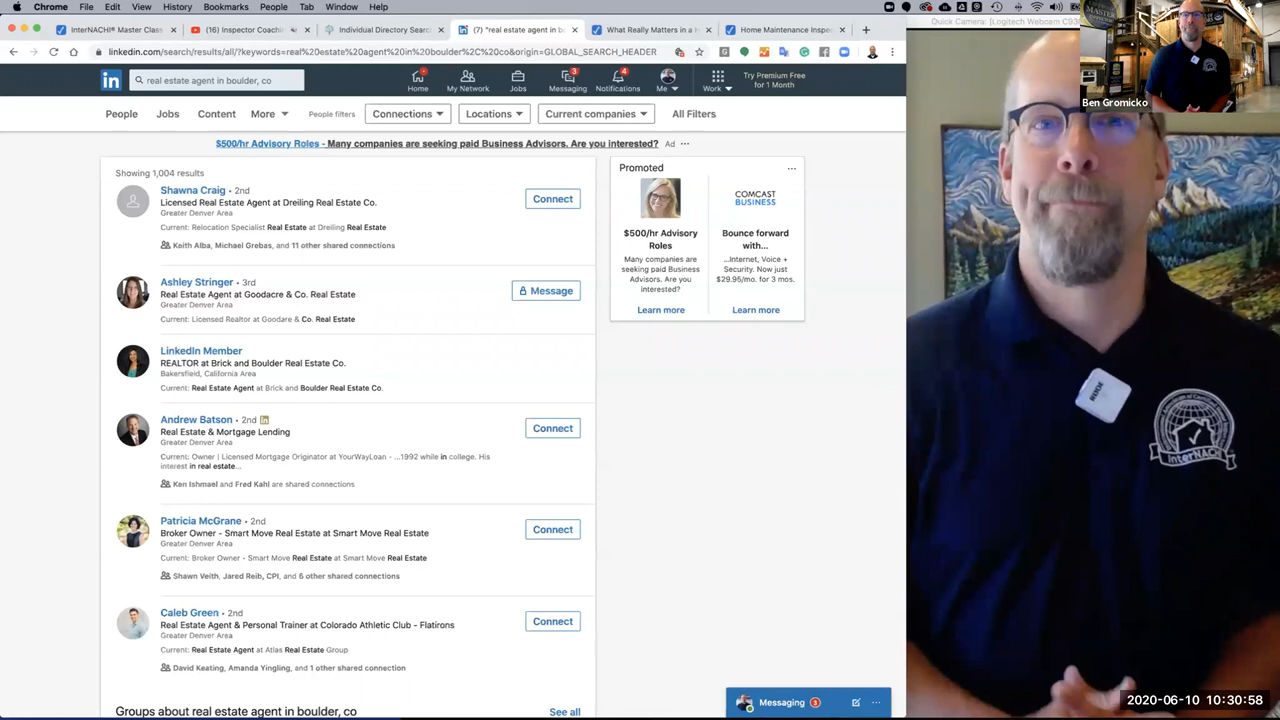 Chrome File Edit View History Bookmarks People Tab Window Help
InterNACHI® Master Class
(16) Inspector Coaching
Individual Directory Search
(7) "real estate agent in b
What Really Matters in a H
Home Maintenance Inspec
linkedin.com/search/results/all/?keywords=real%20estate%20agent%20in%20boulder%2C%20co&origin=GLOBAL_SEARCH_HEADER
Quick Camera: [Logitech Webcam C93
Ben Gromicko
in
real estate agent in boulder, co
Home
My Network
Jobs
3
Messaging
4
Notifications
Me
Work
Try Premium Free
for 1 Month
People Jobs Content More People filters Connections Locations Current companies All Filters
$500/hr Advisory Roles - Many companies are seeking paid Business Advisors. Are you interested? Ad ...
Showing 1,004 results
Shawna Craig • 2nd
Licensed Real Estate Agent at Dreiling Real Estate Co.
Greater Denver Area
Current: Relocation Specialist Real Estate at Dreiling Real Estate
Keith Alba, Michael Grebas, and 11 other shared connections
Connect
Ashley Stringer • 3rd
Real Estate Agent at Goodacre & Co. Real Estate
Greater Denver Area
Current: Licensed Realtor at Goodare & Co. Real Estate
Message
LinkedIn Member
REALTOR at Brick and Boulder Real Estate Co.
Bakersfield, California Area
Current: Real Estate Agent at Brick and Boulder Real Estate Co.
Andrew Batson • 2nd in
Real Estate & Mortgage Lending
Greater Denver Area
Current: Owner | Licensed Mortgage Originator at YourWayLoan - ...1992 while in college. His
interest in real estate...
Ken Ishmael and Fred Kahl are shared connections
Connect
Patricia McGrane • 2nd
Broker Owner - Smart Move Real Estate at Smart Move Real Estate
Greater Denver Area
Current: Broker Owner - Smart Move Real Estate at Smart Move Real Estate
Shawn Veith, Jared Reib, CPI, and 6 other shared connections
Connect
Caleb Green • 2nd
Real Estate Agent & Personal Trainer at Colorado Athletic Club - Flatirons
Greater Denver Area
Current: Real Estate Agent at Atlas Real Estate Group
David Keating, Amanda Yingling, and 1 other shared connection
Connect
Groups about real estate agent in boulder, co
See all
Promoted
...
$500/hr Advisory
Roles
Many companies are
seeking paid Business
Advisors. Are you
interested?
Learn more
COMCAST
BUSINESS
Bounce forward
with...
...Internet, Voice +
Security. Now just
$29.95/mo. for 3 mos.
Learn more
Messaging 3 ...
RODE
InterNACHI
2020-06-10 10:30:58